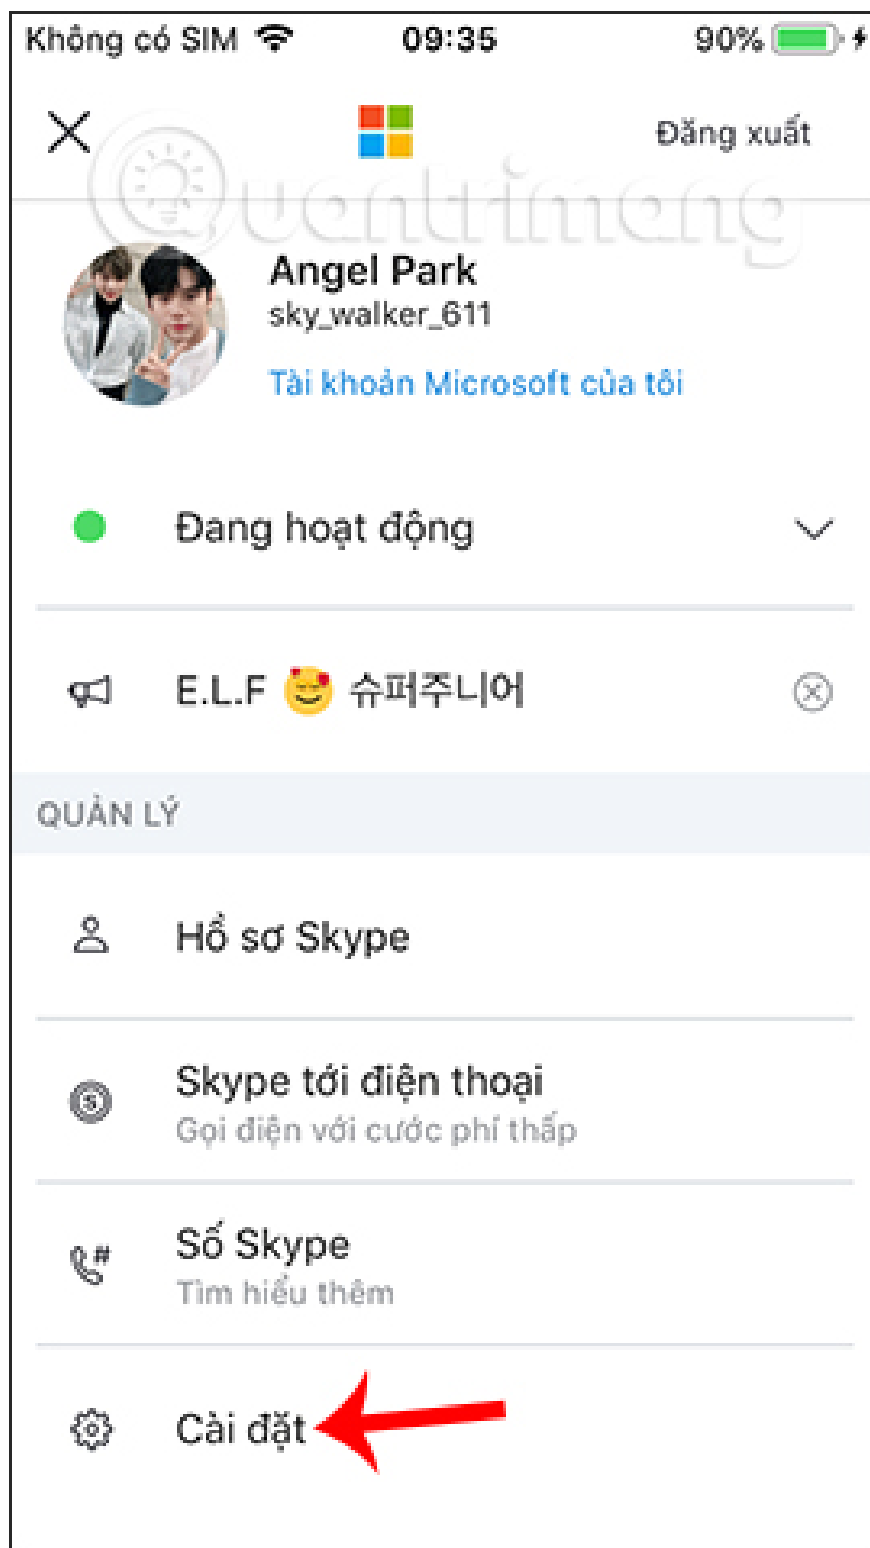 Không có SIM 09:35 90%
Đăng xuất
Quantrimang
Angel Park
sky_walker_611
Tài khoản Microsoft của tôi
Đang hoạt động
E.L.F 🥰 슈퍼주니어
QUẢN LÝ
Hồ sơ Skype
Skype tới điện thoại
Gọi điện với cước phí thấp
Số Skype
Tìm hiểu thêm
Cài đặt